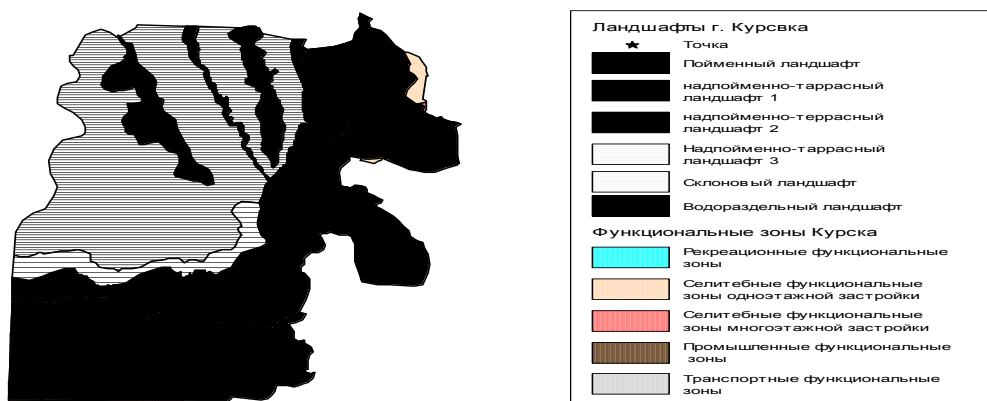 Ландшафты г. Курсвка
Точка
Пойменный ландшафт
надпойменно-таррасный
ландшафт 1
надпойменно-террасный
ландшафт 2
Надпойменно-таррасный
ландшафт 3
Склоновый ландшафт
Водораздельный ландшафт
Функциональные зоны Курска
Рекреационные функциональные
зоны
Селитебные функциональные
зоны одноэтажной застройки
Селитебные функциональные
зоны многоэтажной застройки
Промышленные функциональные
зоны
Транспортные функциональные
зоны